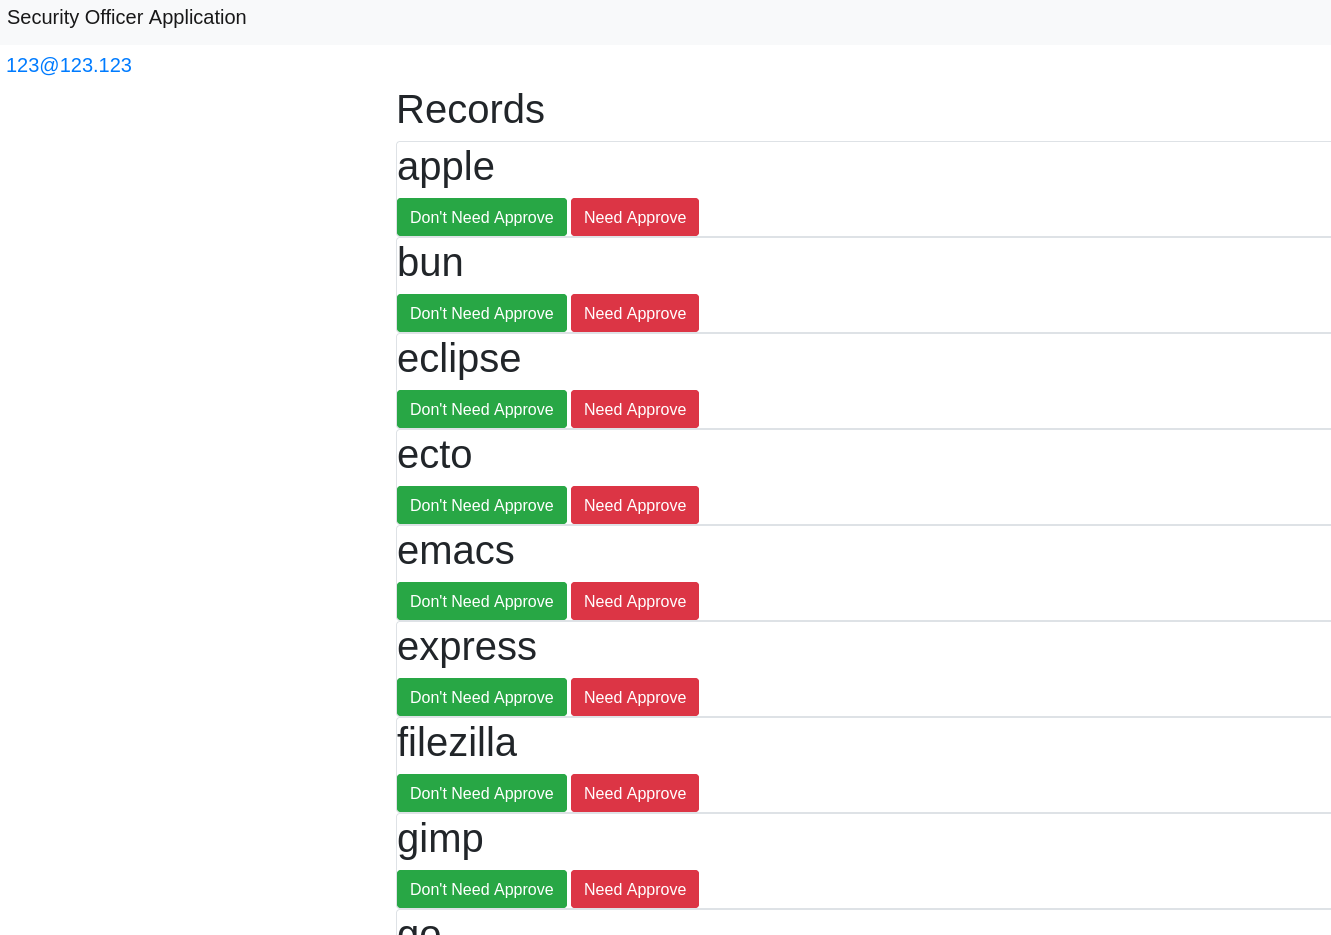 Security Officer Application
123@123.123
Records
apple
Don't Need Approve Need Approve
bun
Don't Need Approve Need Approve
eclipse
Don't Need Approve Need Approve
ecto
Don't Need Approve Need Approve
emacs
Don't Need Approve Need Approve
express
Don't Need Approve Need Approve
filezilla
Don't Need Approve Need Approve
gimp
Don't Need Approve Need Approve